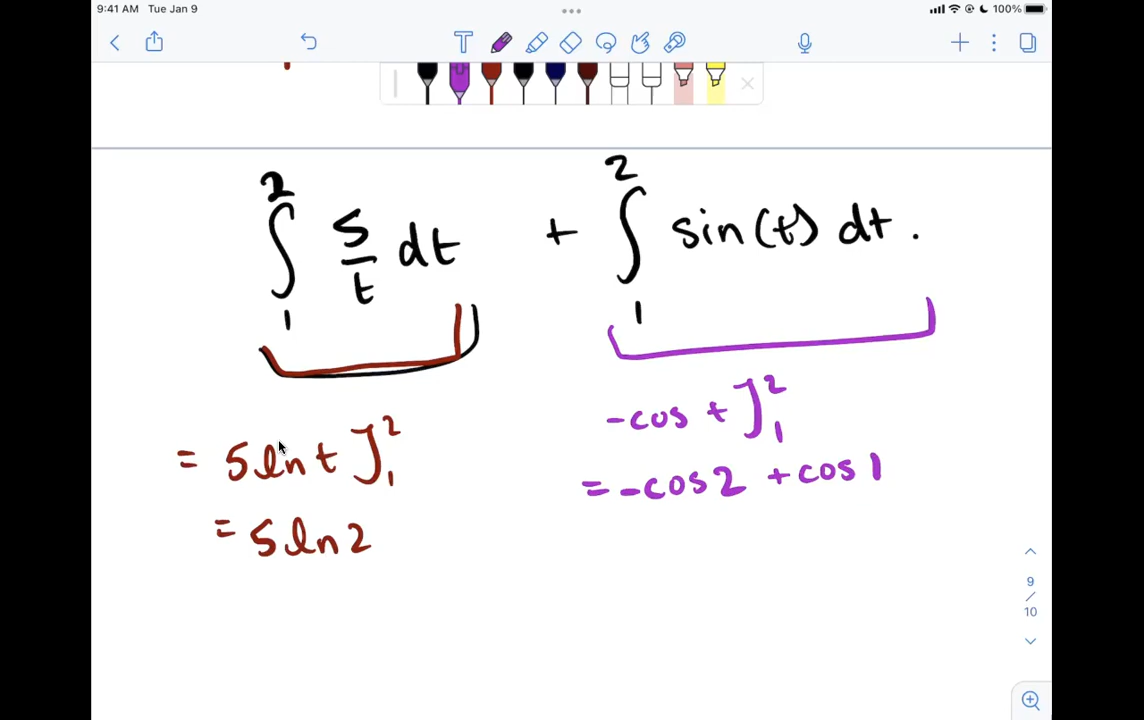 9:41 AM Tue Jan 9
100%
T
∫₁² 5/t dt + ∫₁² sin(t) dt.
= 5 ln t ]₁²
= 5 ln 2
-cos t ]₁²
= -cos 2 + cos 1
9
/
10